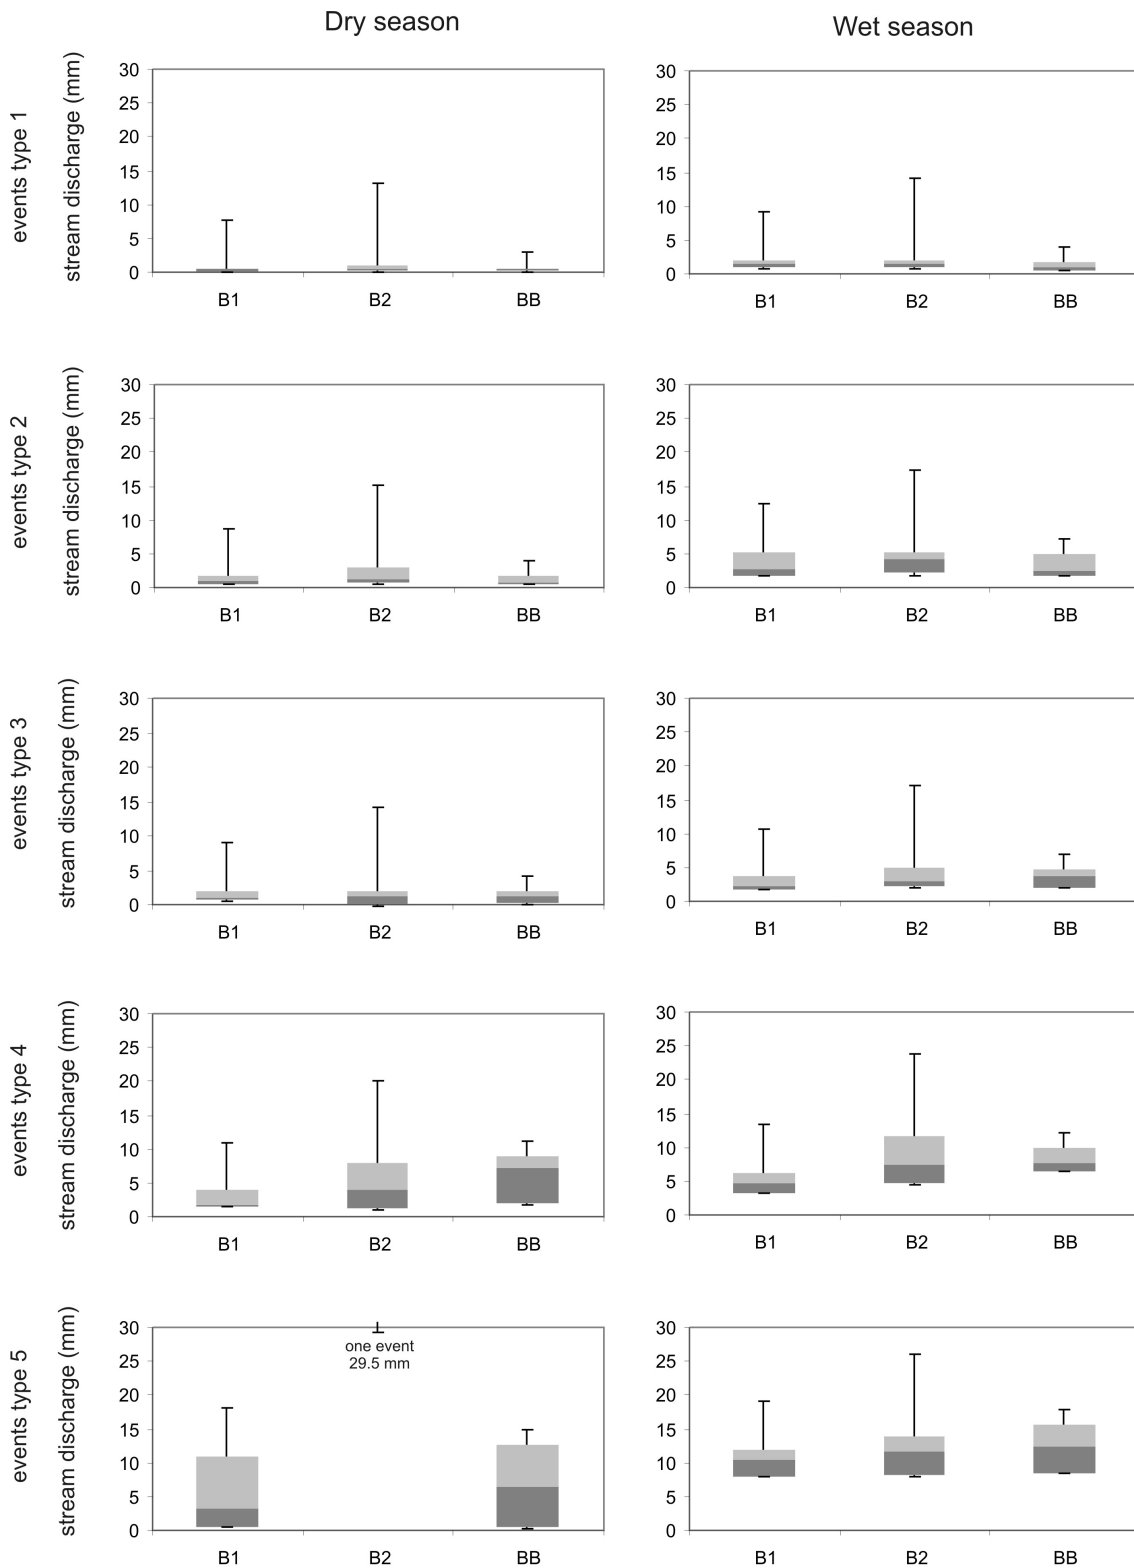 Dry season
Wet season
events type 1
stream discharge (mm)
30
25
20
15
10
5
0
B1
B2
BB
30
25
20
15
10
5
0
B1
B2
BB
events type 2
stream discharge (mm)
30
25
20
15
10
5
0
B1
B2
BB
30
25
20
15
10
5
0
B1
B2
BB
events type 3
stream discharge (mm)
30
25
20
15
10
5
0
B1
B2
BB
30
25
20
15
10
5
0
B1
B2
BB
events type 4
stream discharge (mm)
30
25
20
15
10
5
0
B1
B2
BB
30
25
20
15
10
5
0
B1
B2
BB
events type 5
stream discharge (mm)
30
25
20
15
10
5
0
one event
29.5 mm
B1
B2
BB
30
25
20
15
10
5
0
B1
B2
BB